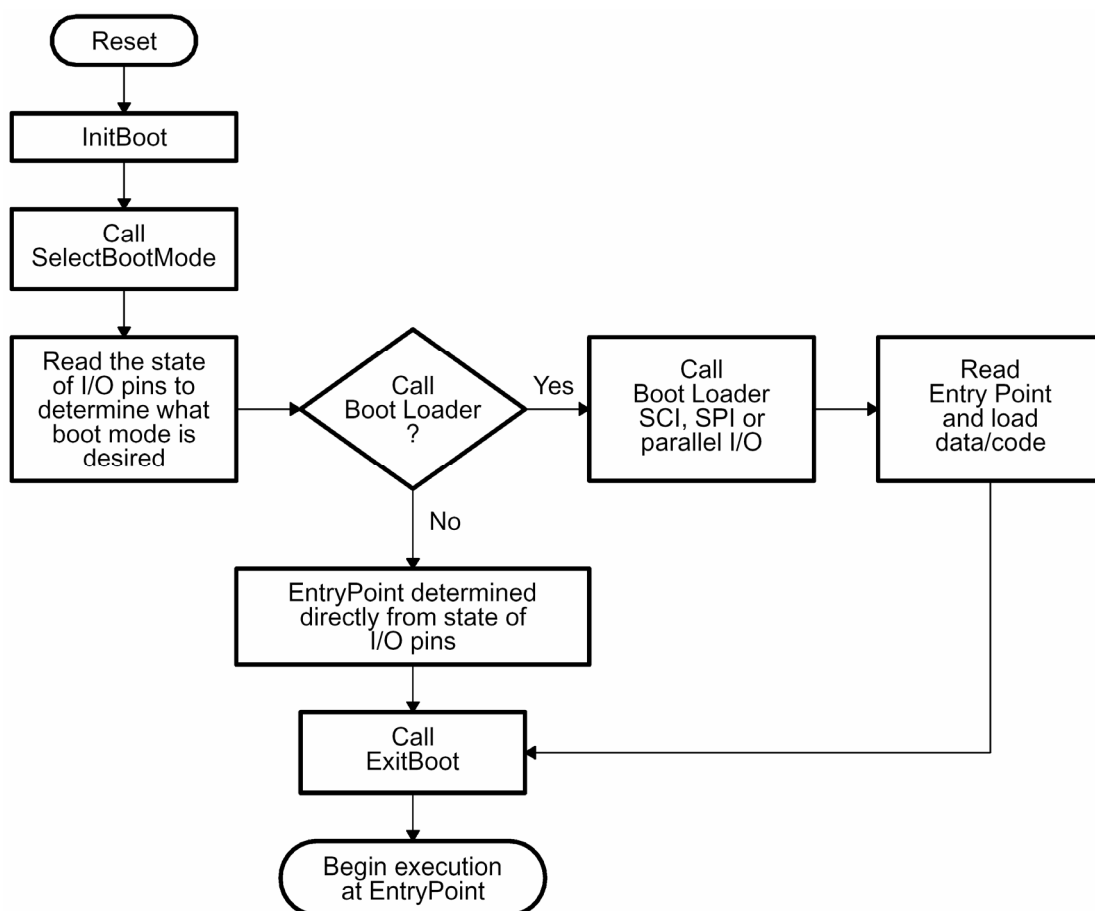 Reset
InitBoot
Call
SelectBootMode
Read the state
of I/O pins to
determine what
boot mode is
desired
Call
Boot Loader
?
Yes
Call
Boot Loader
SCI, SPI or
parallel I/O
Read
Entry Point
and load
data/code
No
EntryPoint determined
directly from state of
I/O pins
Call
ExitBoot
Begin execution
at EntryPoint